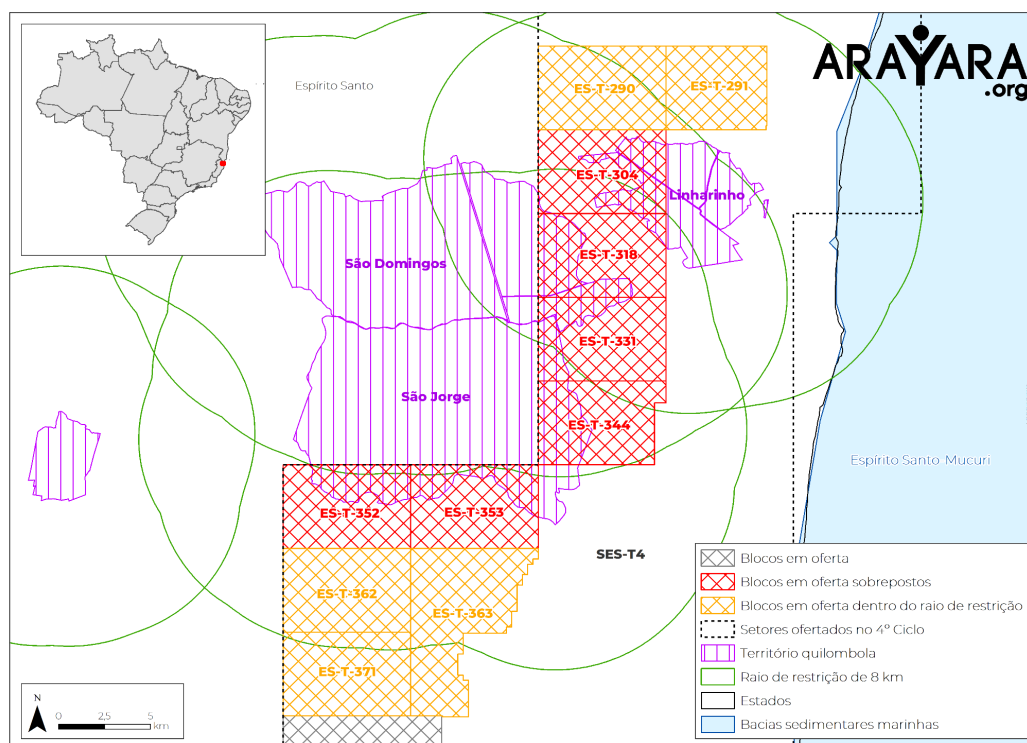 ARAYARA
.org
Espírito Santo
ES-T-290
ES-T-291
ES-T-304
Linharinho
ES-T-318
São Domingos
ES-T-331
São Jorge
ES-T-344
Espírito Santo Mucuri
ES-T-352
ES-T-353
SES-T4
ES-T-362
ES-T-363
ES-T-371
Blocos em oferta
Blocos em oferta sobrepostos
Blocos em oferta dentro do raio de restrição
Setores ofertados no 4º Ciclo
Território quilombola
Raio de restrição de 8 km
Estados
Bacias sedimentares marinhas
N
0 2,5 5
km